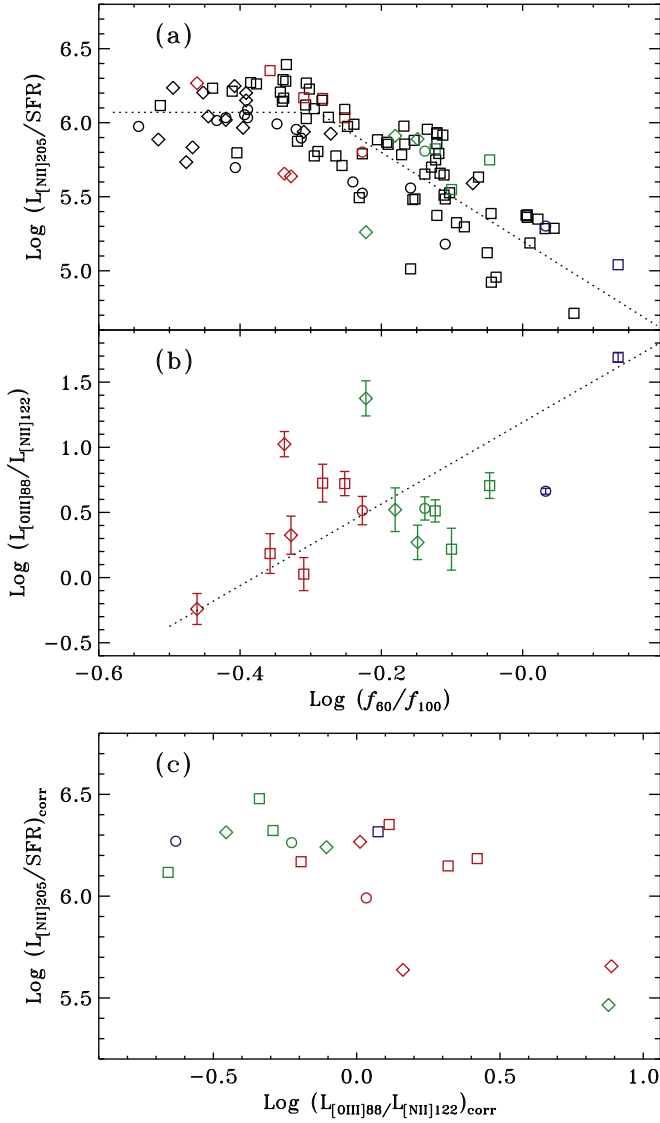 (a)
6.5
6.0
5.5
5.0
Log (L[NII]205/SFR)
(b)
1.5
1.0
0.5
0.0
−0.5
Log (L[OIII]88/L[NII]122)
−0.6 −0.4 −0.2 −0.0
Log (f60/f100)
(c)
6.5
6.0
5.5
Log (L[NII]205/SFR)corr
−0.5 0.0 0.5 1.0
Log (L[OIII]88/L[NII]122)corr